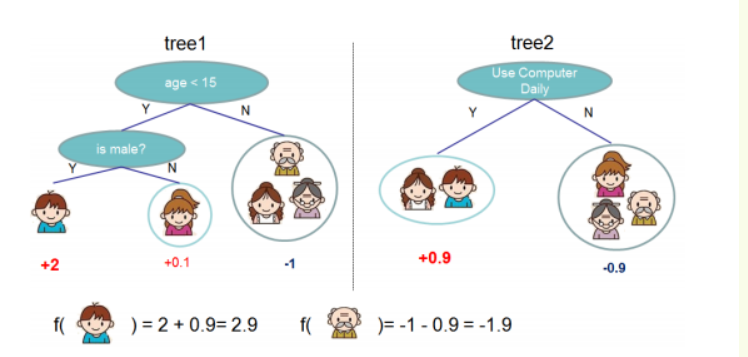 tree1
tree2
age < 15
Use Computer
Daily
Y
N
Y
N
is male?
Y
N
+2
+0.1
-1
+0.9
-0.9
f( ) = 2 + 0.9= 2.9
f( )= -1 - 0.9 = -1.9